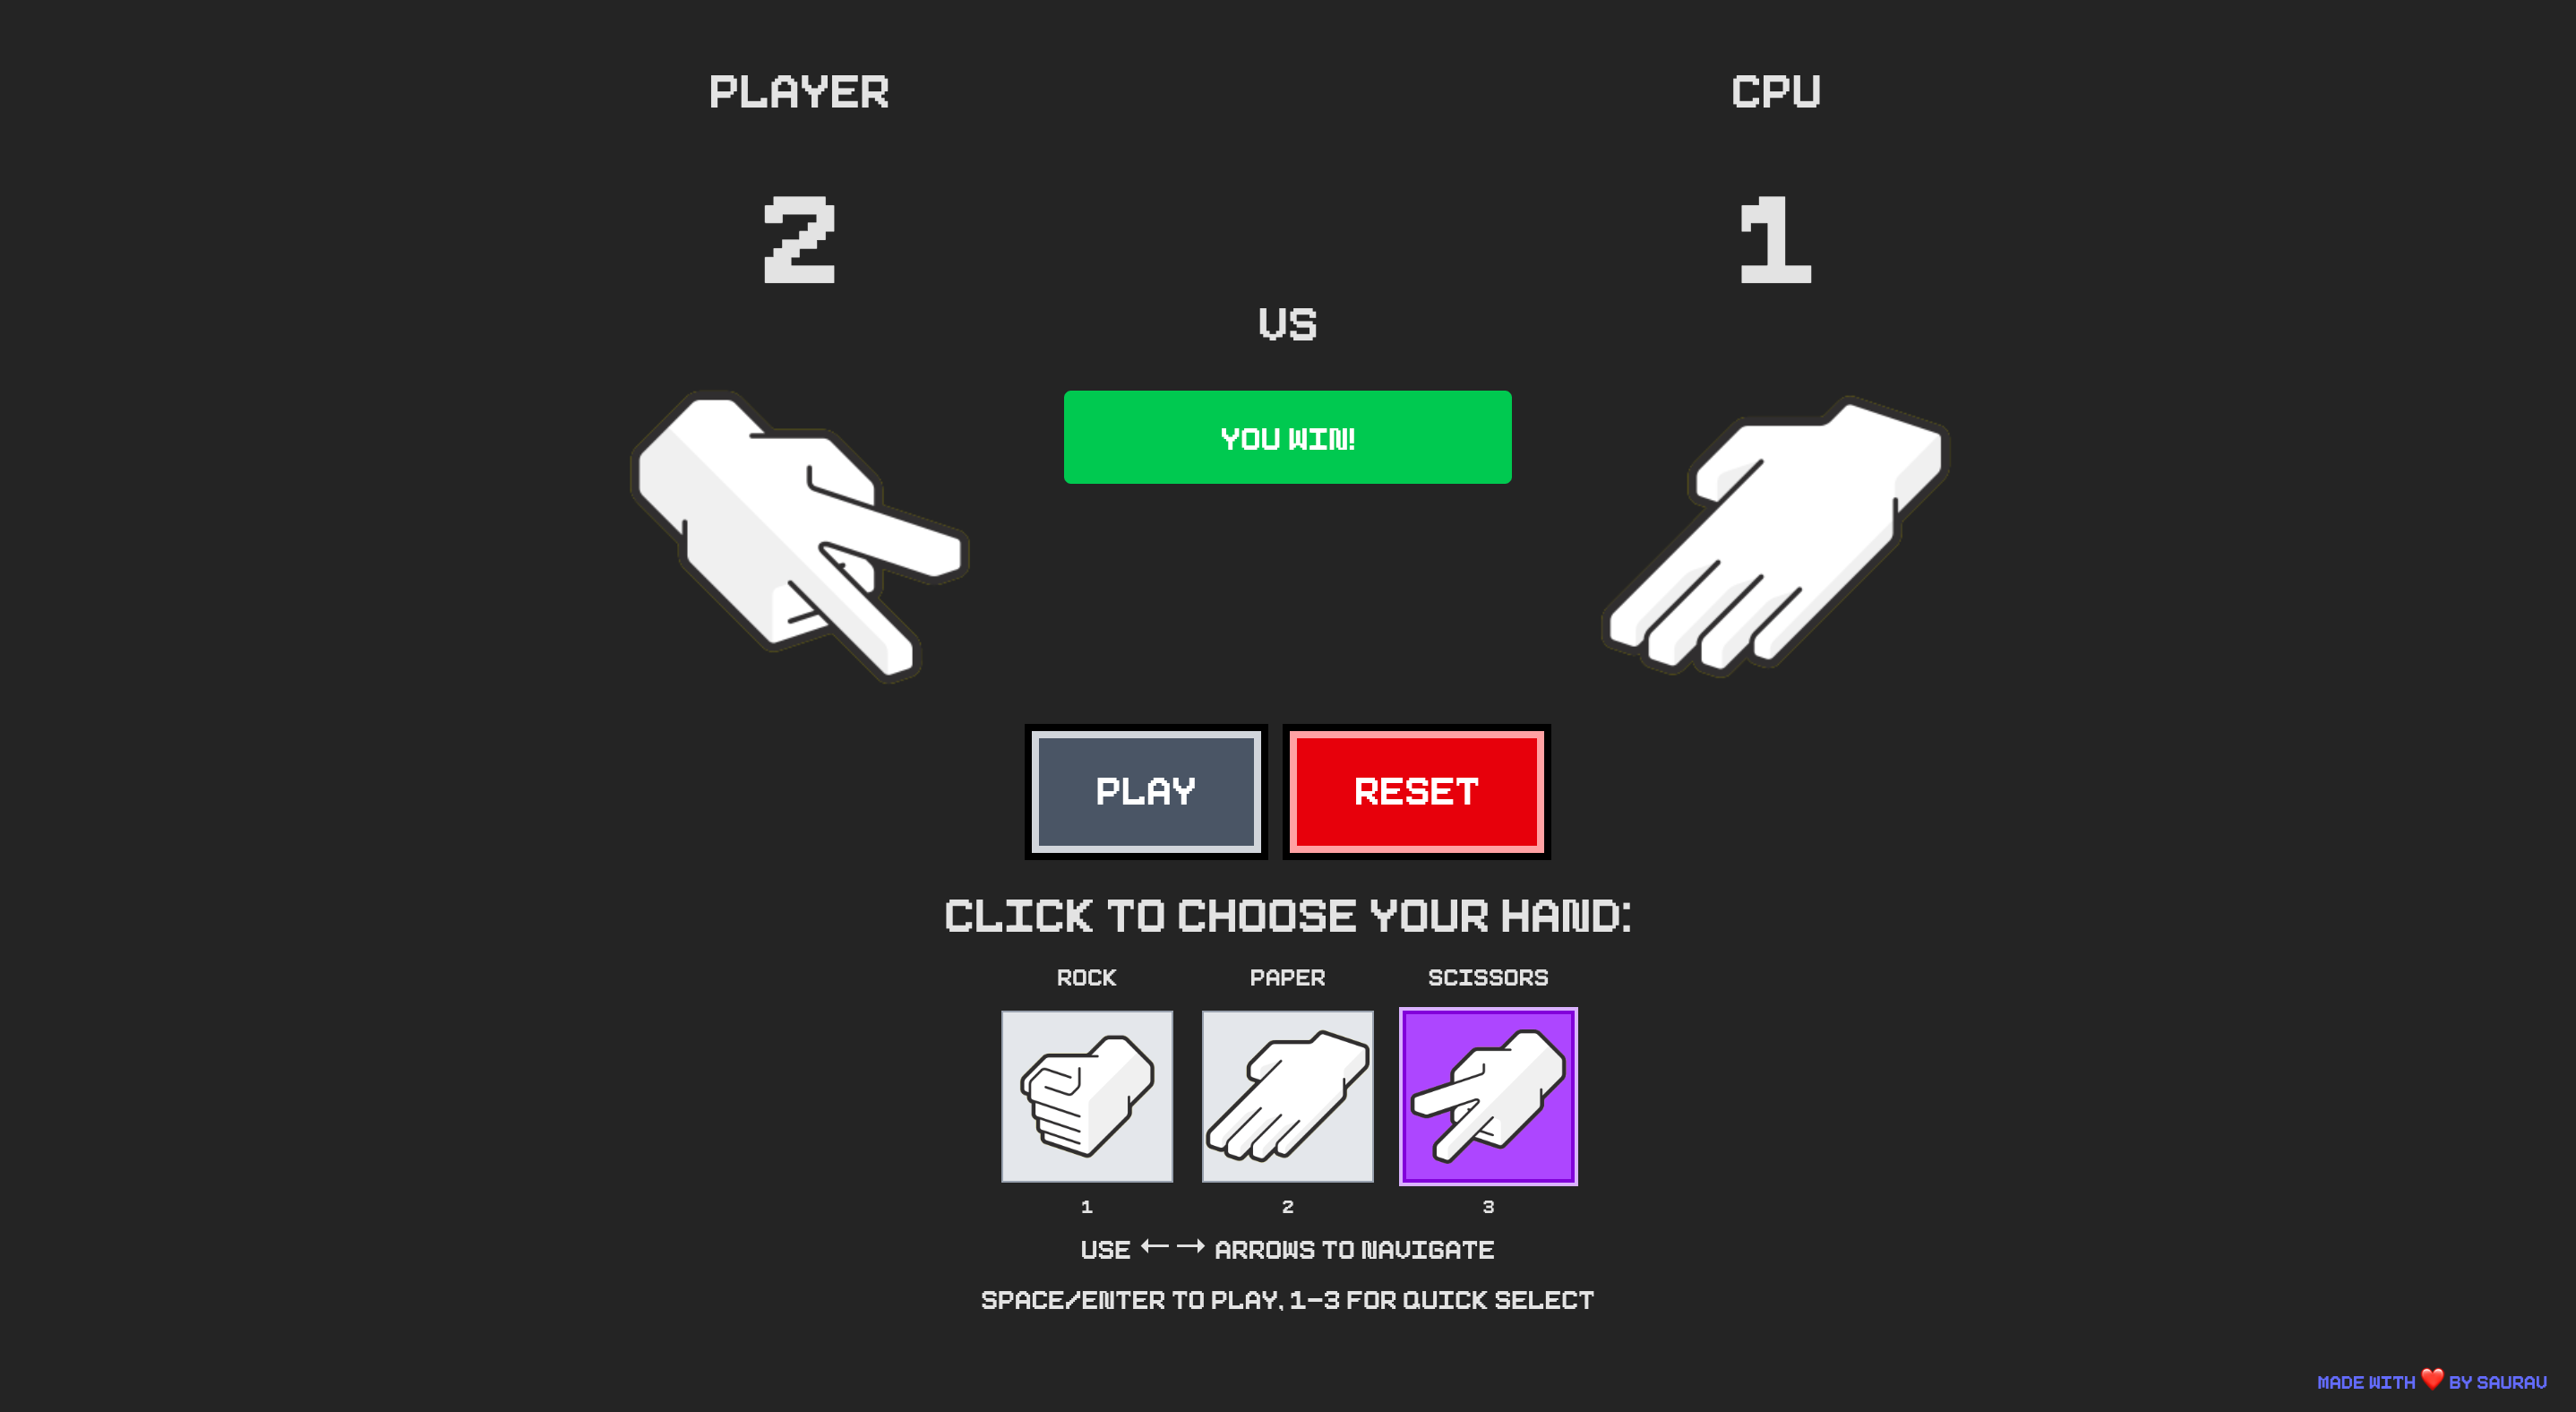 PLAYER
CPU
2
1
VS
YOU WIN!
PLAY
RESET
CLICK TO CHOOSE YOUR HAND:
ROCK
PAPER
SCISSORS
1
2
3
USE ← → ARROWS TO NAVIGATE
SPACE/ENTER TO PLAY, 1-3 FOR QUICK SELECT
MADE WITH ❤️ BY SAURAV